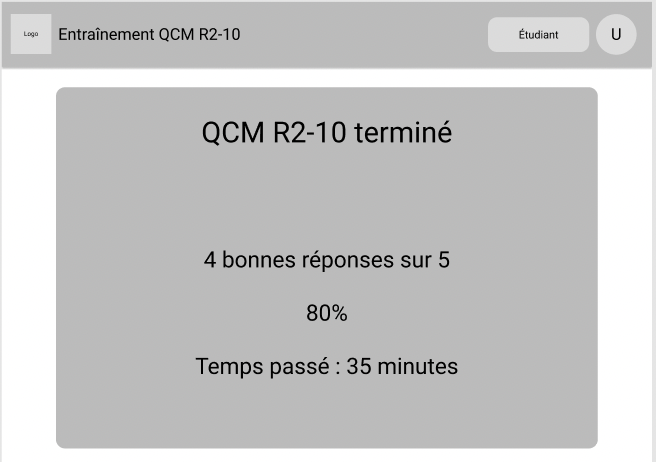 Logo
Entraînement QCM R2-10
Étudiant
U
QCM R2-10 terminé
4 bonnes réponses sur 5
80%
Temps passé : 35 minutes